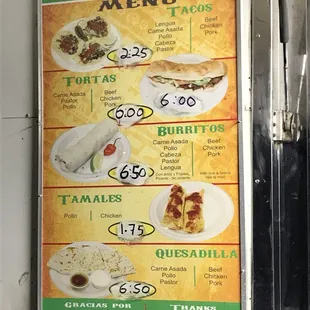 MENU
TACOS
Lengua
Carne Asada
Pollo
Cabeza
Pastor
Beef
Chicken
Pork
2.25
TORTAS
Carne Asada
Pastor
Pollo
Beef
Chicken
Pork
6.00
6.00
BURRITOS
Carne Asada
Pollo
Cabeza
Pastor
Lengua
Beef
Chicken
Pork
6.50
TAMALES
Pollo
Chicken
1.75
QUESADILLA
Carne Asada
Pollo
Pastor
Beef
Chicken
Pork
6.50
GRACIAS POR
THANKS